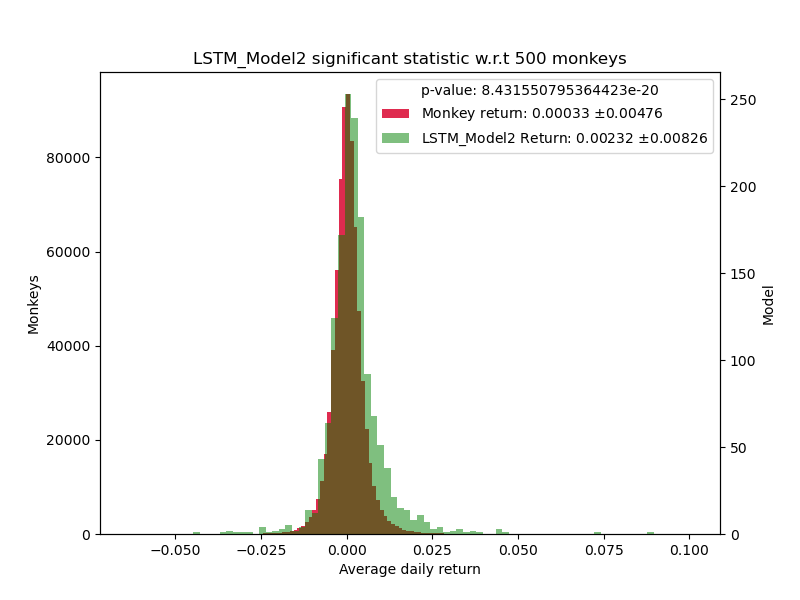 LSTM_Model2 significant statistic w.r.t 500 monkeys
p-value: 8.431550795364423e-20
Monkey return: 0.00033 ±0.00476
LSTM_Model2 Return: 0.00232 ±0.00826
80000
60000
40000
20000
0
Monkeys
250
200
150
100
50
0
Model
−0.050
−0.025
0.000
0.025
0.050
0.075
0.100
Average daily return